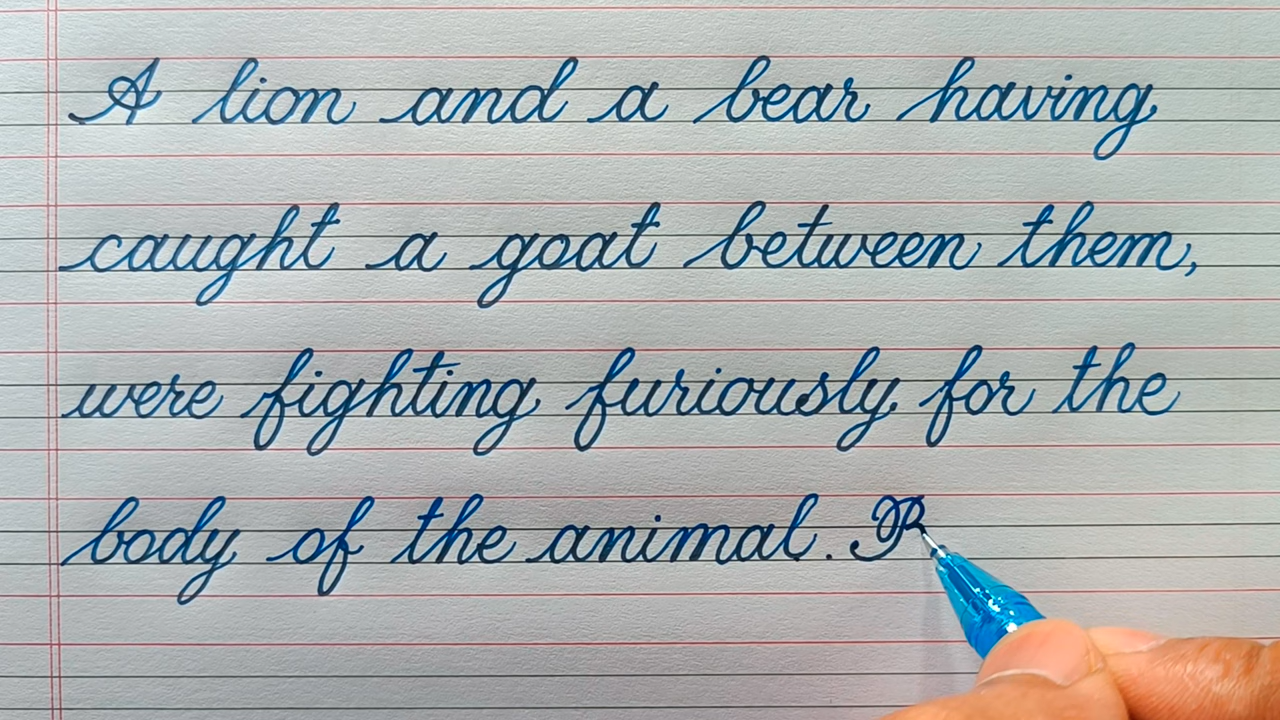 A lion and a bear having
caught a goat between them,
were fighting furiously for the
body of the animal.